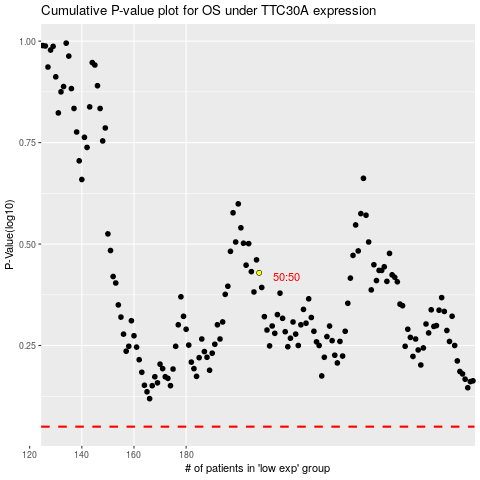 Cumulative P-value plot for OS under TTC30A expression
P-Value(log10)
1.00
0.75
0.50
0.25
50:50
120 140 160 180
# of patients in 'low exp' group